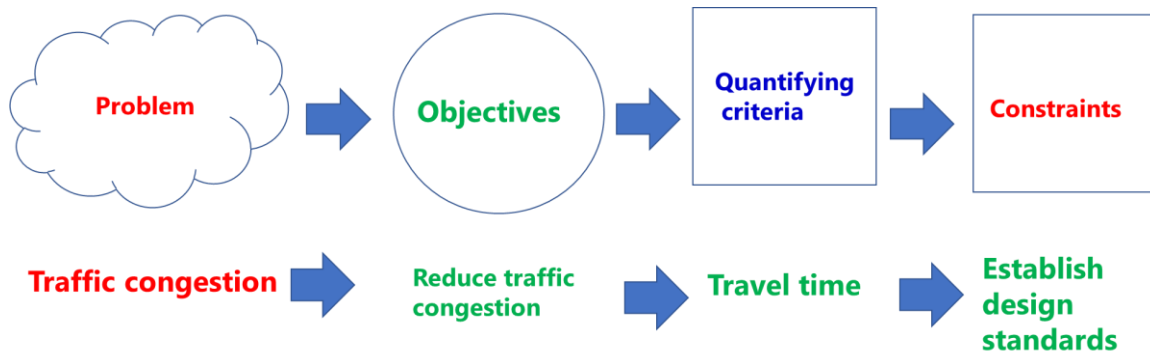 Problem
Objectives
Quantifying
criteria
Constraints
Traffic congestion
Reduce traffic
congestion
Travel time
Establish
design
standards